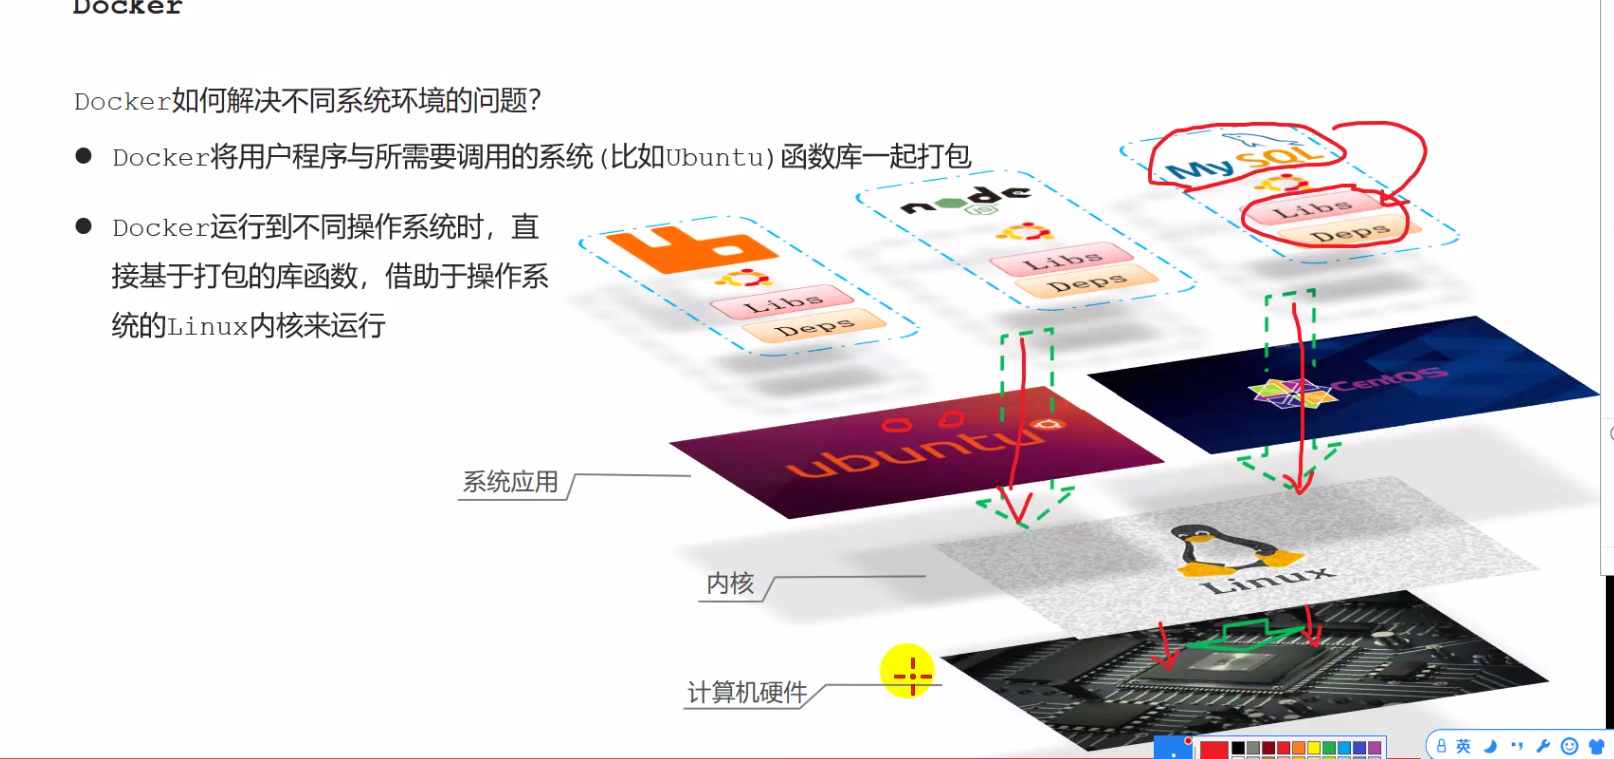 Docker
Docker如何解决不同系统环境的问题?
Docker将用户程序与所需要调用的系统(比如Ubuntu)函数库一起打包
Docker运行到不同操作系统时，直
接基于打包的库函数，借助于操作系
统的Linux内核来运行
MySQL
Libs
Deps
node
JS
Libs
Deps
Libs
Deps
CentOS
ubuntu
系统应用
内核
Linux
计算机硬件
英